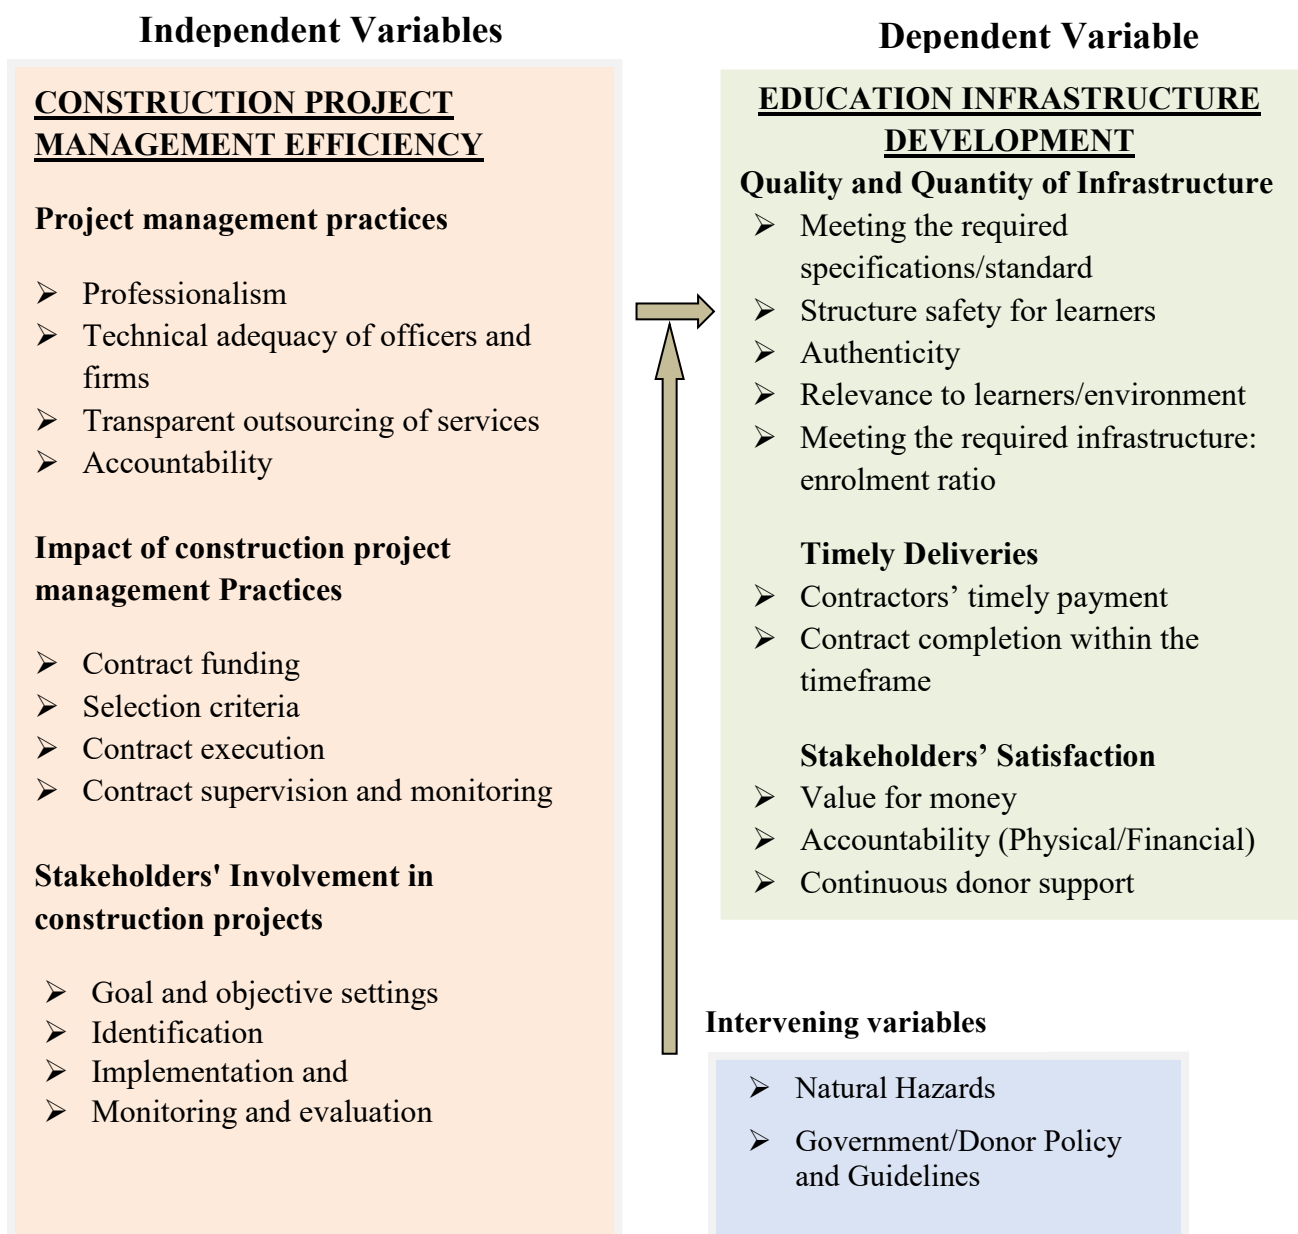 Independent Variables
CONSTRUCTION PROJECT
MANAGEMENT EFFICIENCY
Project management practices
➢ Professionalism
➢ Technical adequacy of officers and
firms
➢ Transparent outsourcing of services
➢ Accountability
Impact of construction project
management Practices
➢ Contract funding
➢ Selection criteria
➢ Contract execution
➢ Contract supervision and monitoring
Stakeholders' Involvement in
construction projects
➢ Goal and objective settings
➢ Identification
➢ Implementation and
➢ Monitoring and evaluation
Dependent Variable
EDUCATION INFRASTRUCTURE
DEVELOPMENT
Quality and Quantity of Infrastructure
➢ Meeting the required
specifications/standard
➢ Structure safety for learners
➢ Authenticity
➢ Relevance to learners/environment
➢ Meeting the required infrastructure:
enrolment ratio
Timely Deliveries
➢ Contractors’ timely payment
➢ Contract completion within the
timeframe
Stakeholders’ Satisfaction
➢ Value for money
➢ Accountability (Physical/Financial)
➢ Continuous donor support
Intervening variables
➢ Natural Hazards
➢ Government/Donor Policy
and Guidelines